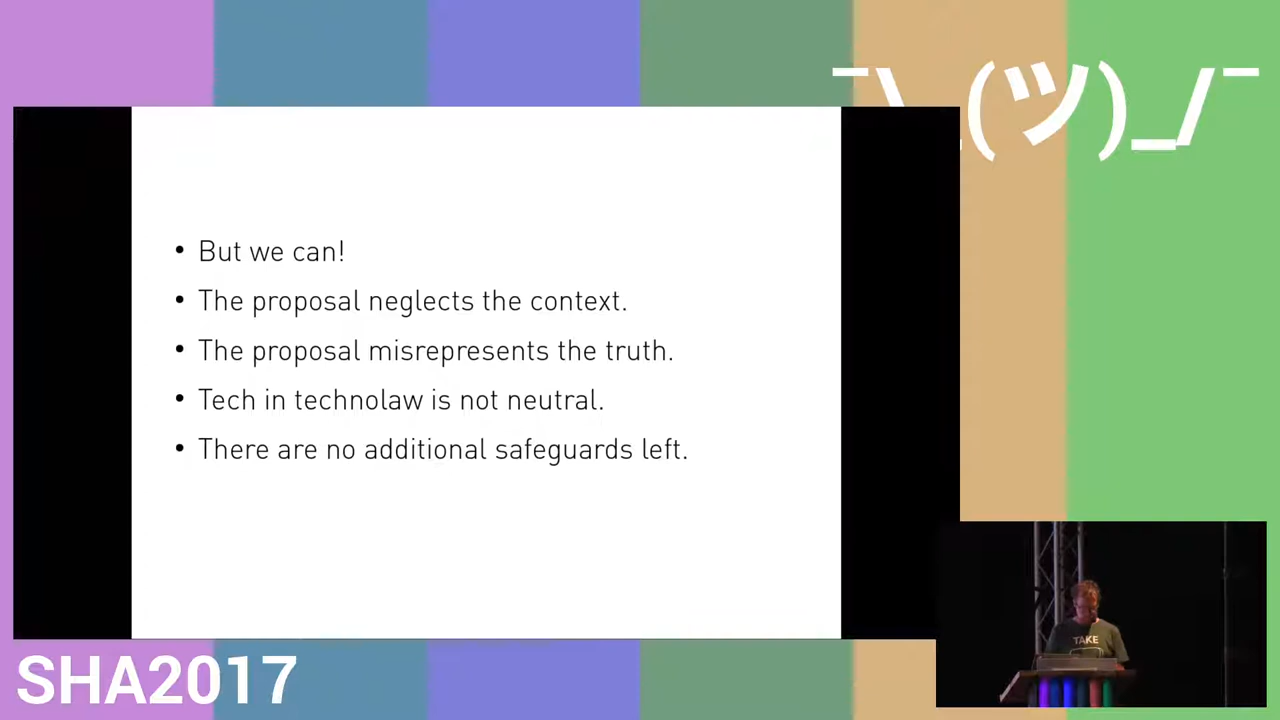 ¯\_(ツ)_/¯
• But we can!
• The proposal neglects the context.
• The proposal misrepresents the truth.
• Tech in technolaw is not neutral.
• There are no additional safeguards left.
TAKE
SHA2017